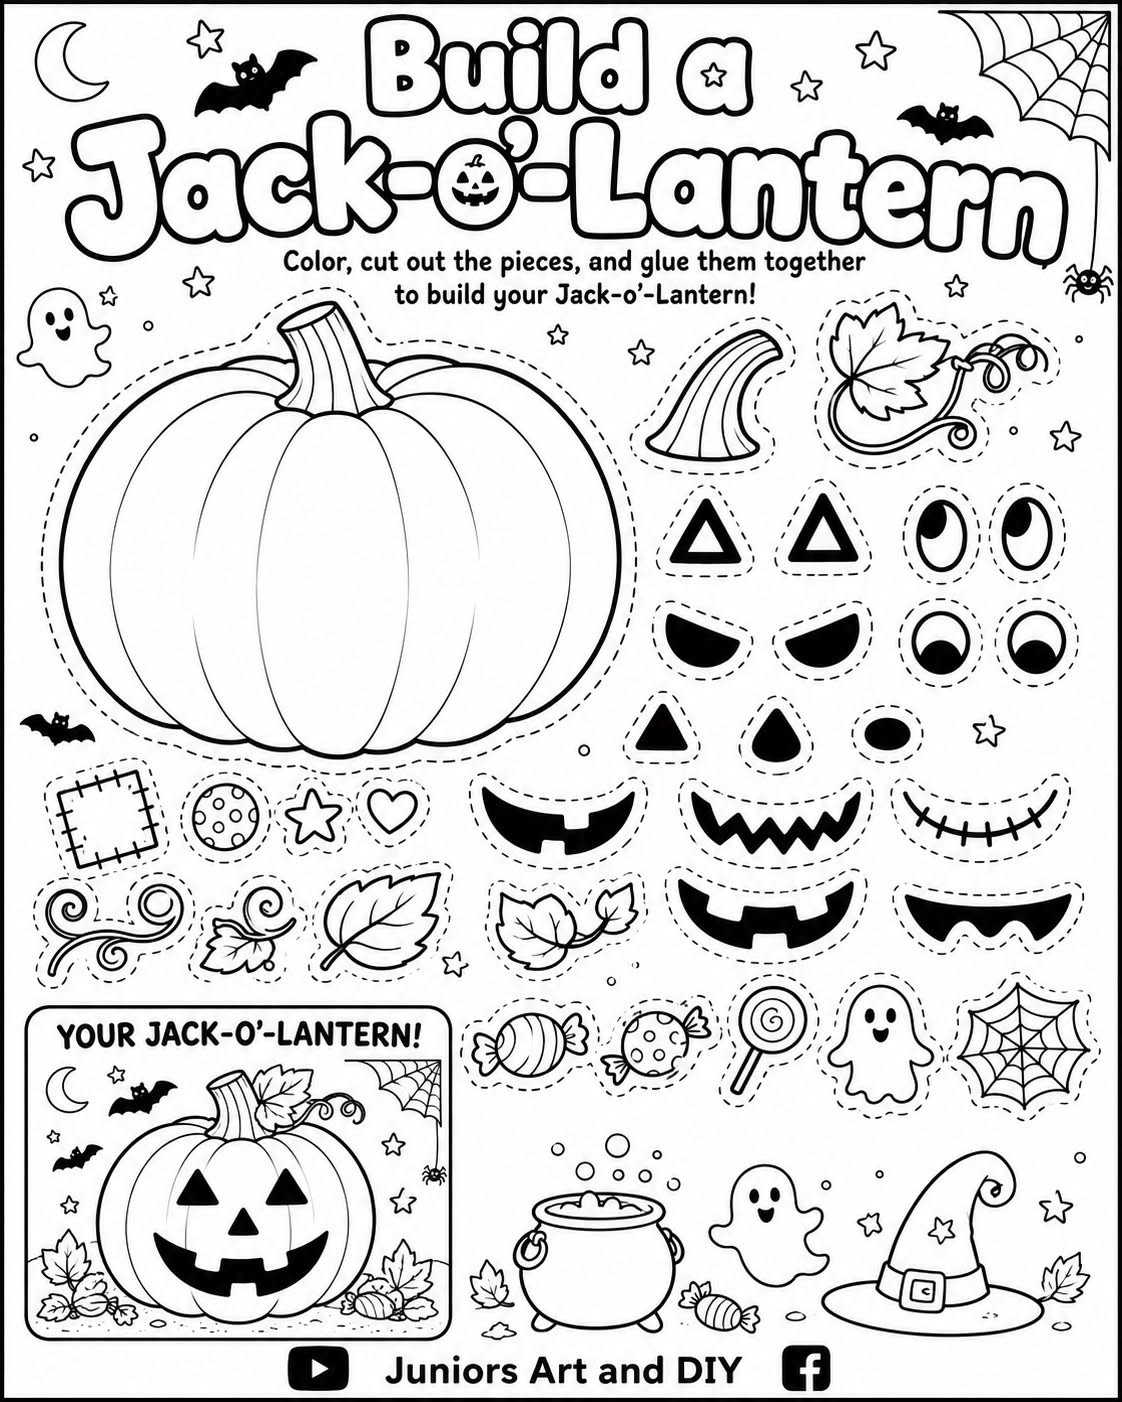 Build a
Jack-o'-Lantern
Color, cut out the pieces, and glue them together
to build your Jack-o'-Lantern!
YOUR JACK-O'-LANTERN!
Juniors Art and DIY